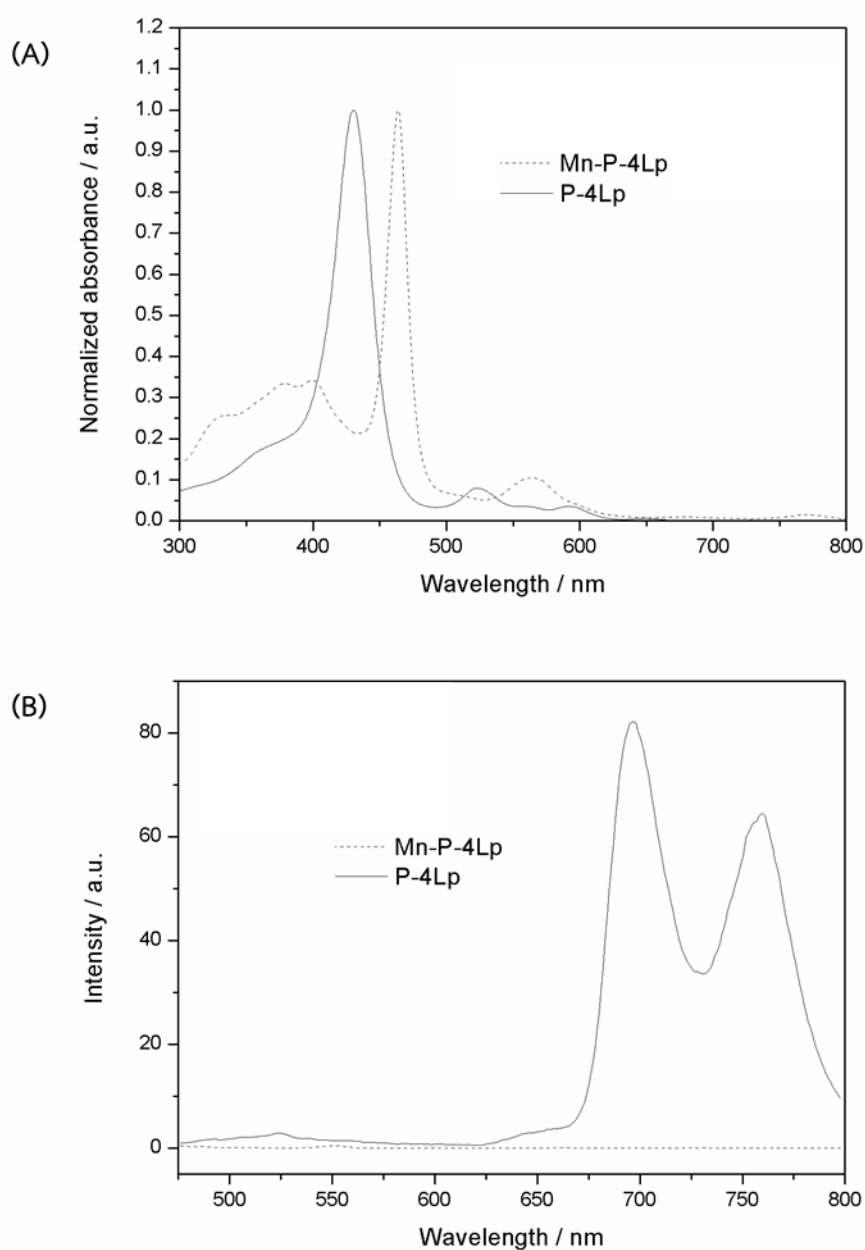 (A)
1.2
1.1
1.0
0.9
0.8
0.7
0.6
0.5
0.4
0.3
0.2
0.1
0.0
Normalized absorbance / a.u.
Mn-P-4Lp
P-4Lp
300 400 500 600 700 800
Wavelength / nm
(B)
80
60
40
20
0
Intensity / a.u.
Mn-P-4Lp
P-4Lp
500 550 600 650 700 750 800
Wavelength / nm